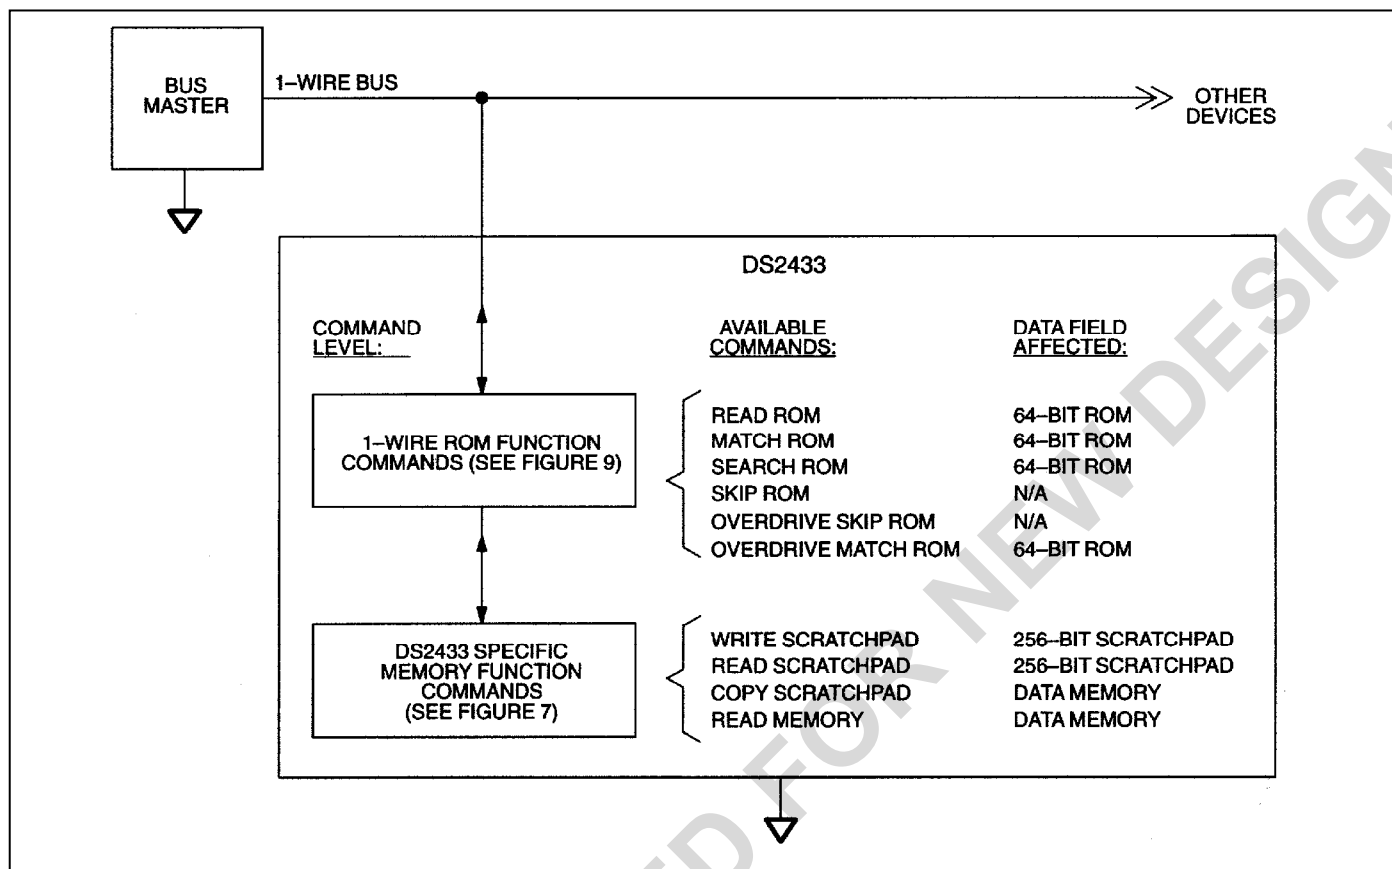 BUS
MASTER
1–WIRE BUS
OTHER
DEVICES
DS2433
COMMAND
LEVEL:
AVAILABLE
COMMANDS:
DATA FIELD
AFFECTED:
1–WIRE ROM FUNCTION
COMMANDS (SEE FIGURE 9)
READ ROM 64–BIT ROM
MATCH ROM 64–BIT ROM
SEARCH ROM 64–BIT ROM
SKIP ROM N/A
OVERDRIVE SKIP ROM N/A
OVERDRIVE MATCH ROM 64–BIT ROM
DS2433 SPECIFIC
MEMORY FUNCTION
COMMANDS
(SEE FIGURE 7)
WRITE SCRATCHPAD 256–BIT SCRATCHPAD
READ SCRATCHPAD 256–BIT SCRATCHPAD
COPY SCRATCHPAD DATA MEMORY
READ MEMORY DATA MEMORY
FOR NEW